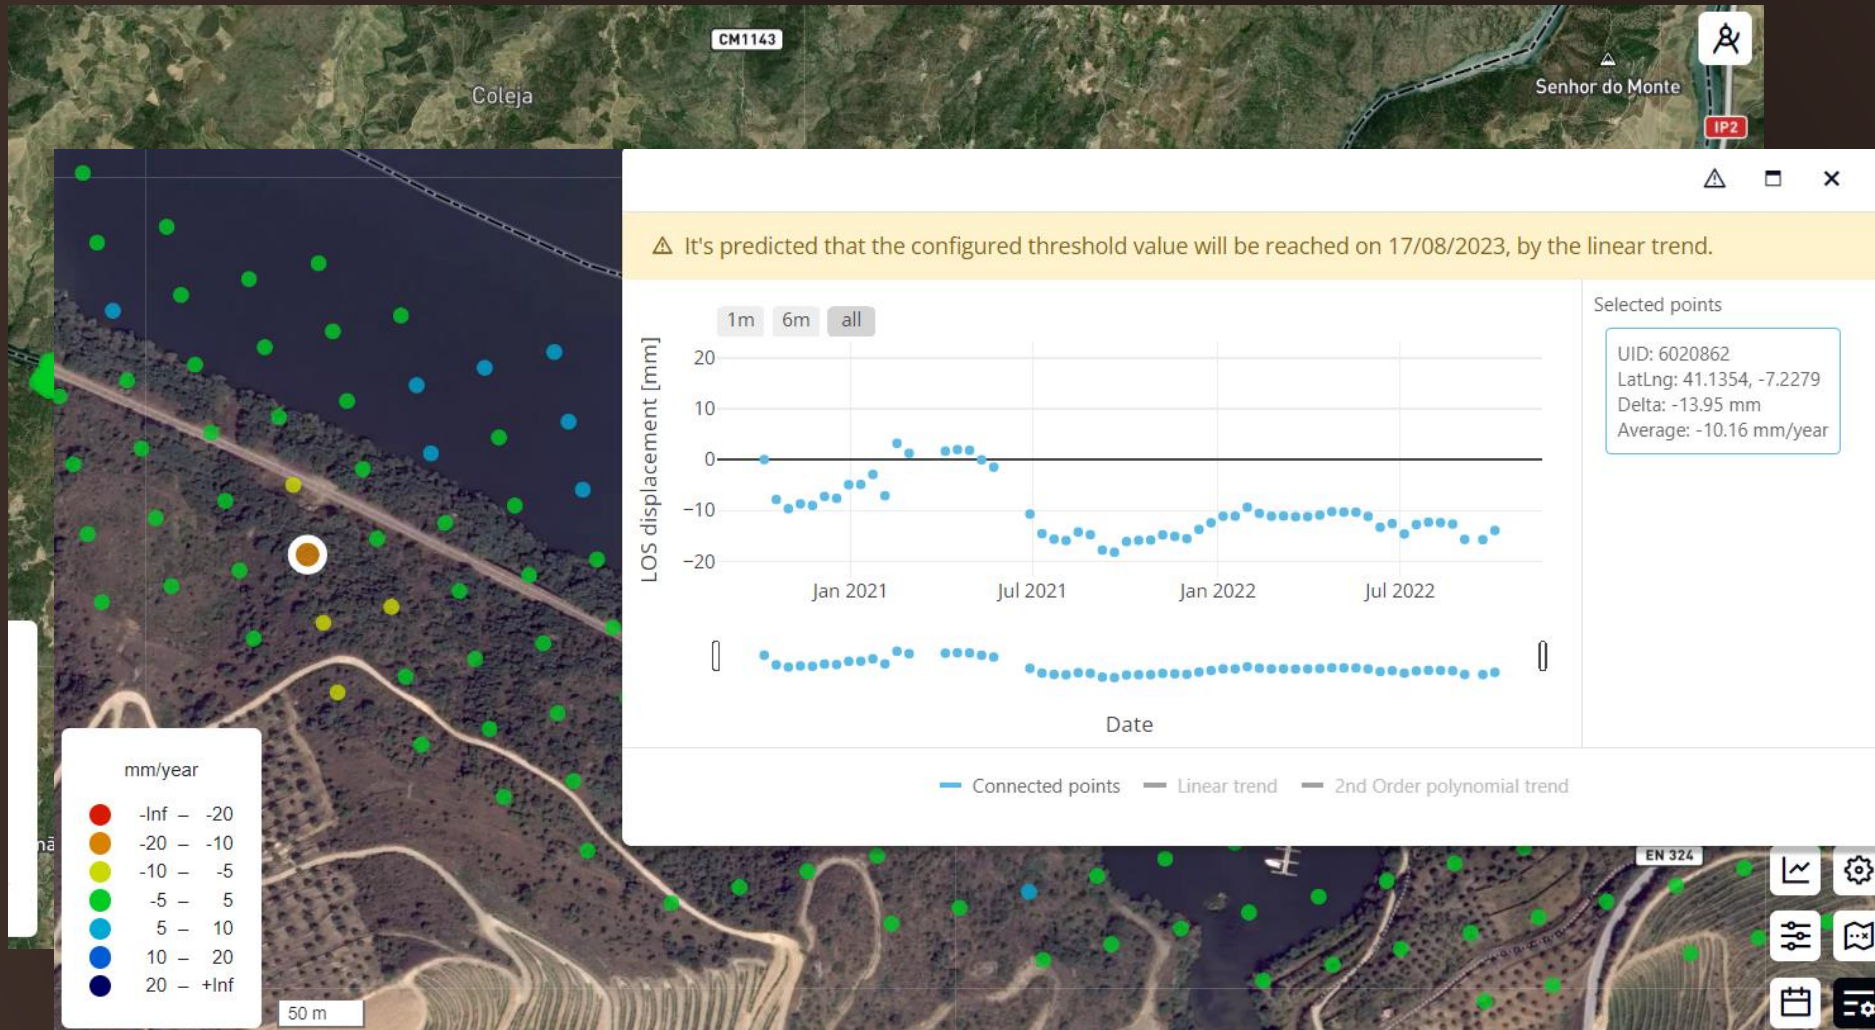 CM1143
Coleja
Senhor do Monte
IP2
It's predicted that the configured threshold value will be reached on 17/08/2023, by the linear trend.
1m 6m all
LOS displacement [mm]
20
10
0
−10
−20
Jan 2021 Jul 2021 Jan 2022 Jul 2022
Date
Connected points Linear trend 2nd Order polynomial trend
Selected points
UID: 6020862
LatLng: 41.1354, -7.2279
Delta: -13.95 mm
Average: -10.16 mm/year
mm/year
-Inf – -20
-20 – -10
-10 – -5
-5 – 5
5 – 10
10 – 20
20 – +Inf
50 m
EN 324